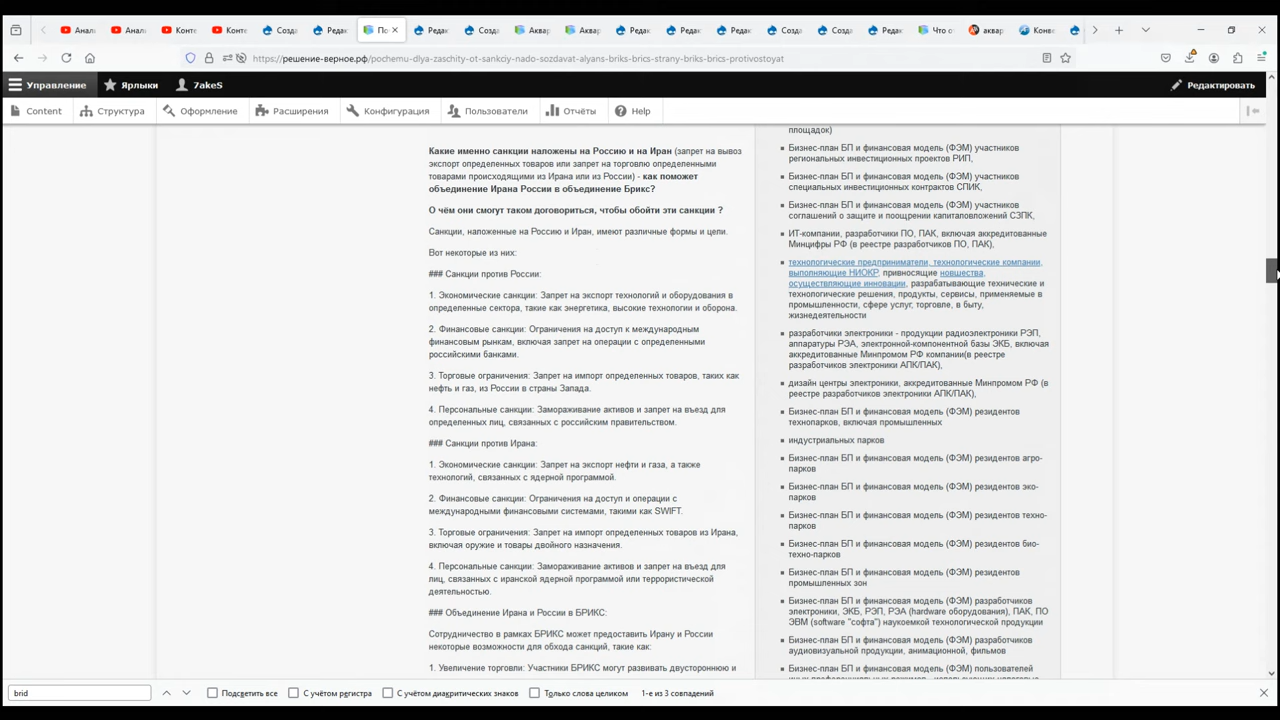 Анали
Анали
Конте
Конте
Созда
Редак
По
Редак
Созд
Аквар
Аквар
Редак
Редак
Редак
Созда
Созда
Редак
Что о
аквар
Конве
https://решение-верное.рф/pochemu-dlya-zaschity-ot-sankciy-nado-sozdavat-alyans-briks-brics-strany-briks-brics-protivostoyat
Управление
Ярлыки
7akeS
Редактировать
Content
Структура
Оформление
Расширения
Конфигурация
Пользователи
Отчёты
Help
Какие именно санкции наложены на Россию и на Иран (запрет на вывоз
экспорт определенных товаров или запрет на торговлю определенными
товарами происходящими из Ирана или из России) - как поможет
объединение Ирана России в объединение Брикс?
О чём они смогут таком договориться, чтобы обойти эти санкции ?
Санкции, наложенные на Россию и Иран, имеют различные формы и цели.
Вот некоторые из них:
### Санкции против России:
1. Экономические санкции: Запрет на экспорт технологий и оборудования в
определенные сектора, такие как энергетика, высокие технологии и оборона.
2. Финансовые санкции: Ограничения на доступ к международным
финансовым рынкам, включая запрет на операции с определенными
российскими банками.
3. Торговые ограничения: Запрет на импорт определенных товаров, таких как
нефть и газ, из России в страны Запада.
4. Персональные санкции: Замораживание активов и запрет на въезд для
определенных лиц, связанных с российским правительством.
### Санкции против Ирана:
1. Экономические санкции: Запрет на экспорт нефти и газа, а также
технологий, связанных с ядерной программой.
2. Финансовые санкции: Ограничения на доступ и операции с
международными финансовыми системами, такими как SWIFT.
3. Торговые ограничения: Запрет на импорт определенных товаров из Ирана,
включая оружие и товары двойного назначения.
4. Персональные санкции: Замораживание активов и запрет на въезд для
лиц, связанных с иранской ядерной программой или террористической
деятельностью.
### Объединение Ирана и России в БРИКС:
Сотрудничество в рамках БРИКС может предоставить Ирану и России
некоторые возможности для обхода санкций, такие как:
1. Увеличение торговли: Участники БРИКС могут развивать двустороннюю и
площадок)
Бизнес-план БП и финансовая модель (ФЭМ) участников
региональных инвестиционных проектов РИП,
Бизнес-план БП и финансовая модель (ФЭМ) участников
специальных инвестиционных контрактов СПИК,
Бизнес-план БП и финансовая модель (ФЭМ) участников
соглашений о защите и поощрении капиталовложений СЗПК,
ИТ-компании, разработчики ПО, ПАК, включая аккредитованные
Минцифры РФ (в реестре разработчиков ПО, ПАК),
технологические предприниматели, технологические компании,
выполняющие НИОКР, привносящие новшества,
осуществляющие инновации, разрабатывающие технические и
технологические решения, продукты, сервисы, применяемые в
промышленности, сфере услуг, торговле, в быту,
жизнедеятельности
разработчики электроники - продукции радиоэлектроники РЭП,
аппаратуры РЭА, электронной-компонентной базы ЭКБ, включая
аккредитованные Минпромом РФ компании(в реестре
разработчиков электроники АПК/ПАК),
дизайн центры электроники, аккредитованные Минпромом РФ (в
реестре разработчиков электроники АПК/ПАК),
Бизнес-план БП и финансовая модель (ФЭМ) резидентов
технопарков, включая промышленных
индустриальных парков
Бизнес-план БП и финансовая модель (ФЭМ) резидентов агро-
парков
Бизнес-план БП и финансовая модель (ФЭМ) резидентов эко-
парков
Бизнес-план БП и финансовая модель (ФЭМ) резидентов техно-
парков
Бизнес-план БП и финансовая модель (ФЭМ) резидентов био-
техно-парков
Бизнес-план БП и финансовая модель (ФЭМ) резидентов
промышленных зон
Бизнес-план БП и финансовая модель (ФЭМ) разработчиков
электроники, ЭКБ, РЭП, РЭА (hardware оборудования), ПАК, ПО
ЭВМ (software "софта") наукоемкой технологической продукции
Бизнес-план БП и финансовая модель (ФЭМ) разработчиков
аудиовизуальной продукции, анимационной, фильмов
Бизнес-план БП и финансовая модель (ФЭМ) пользователей
brid
Подсветить все
С учётом регистра
С учётом диакритических знаков
Только слова целиком
1-е из 3 совпадений